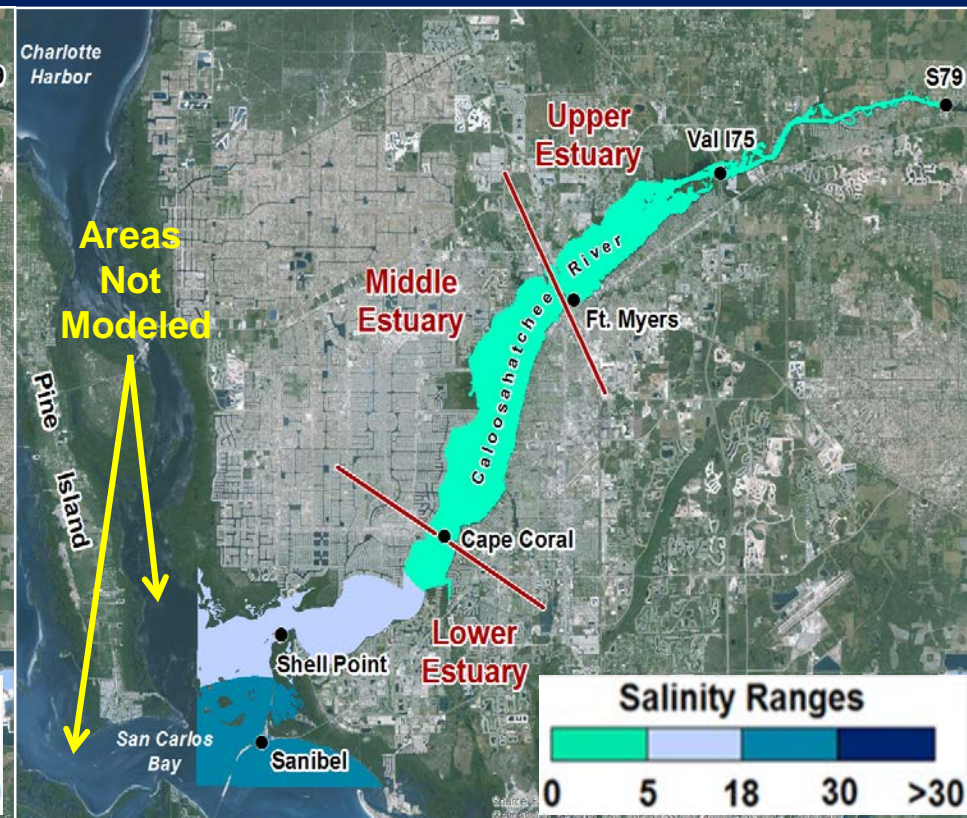 Charlotte
Harbor
S79
Upper
Estuary
Val I75
Areas
Not
Modeled
Middle
Estuary
Caloosahatchee River
Ft. Myers
Pine
Island
Cape Coral
Lower
Estuary
Shell Point
San Carlos
Bay
Sanibel
Salinity Ranges
0 5 18 30 >30